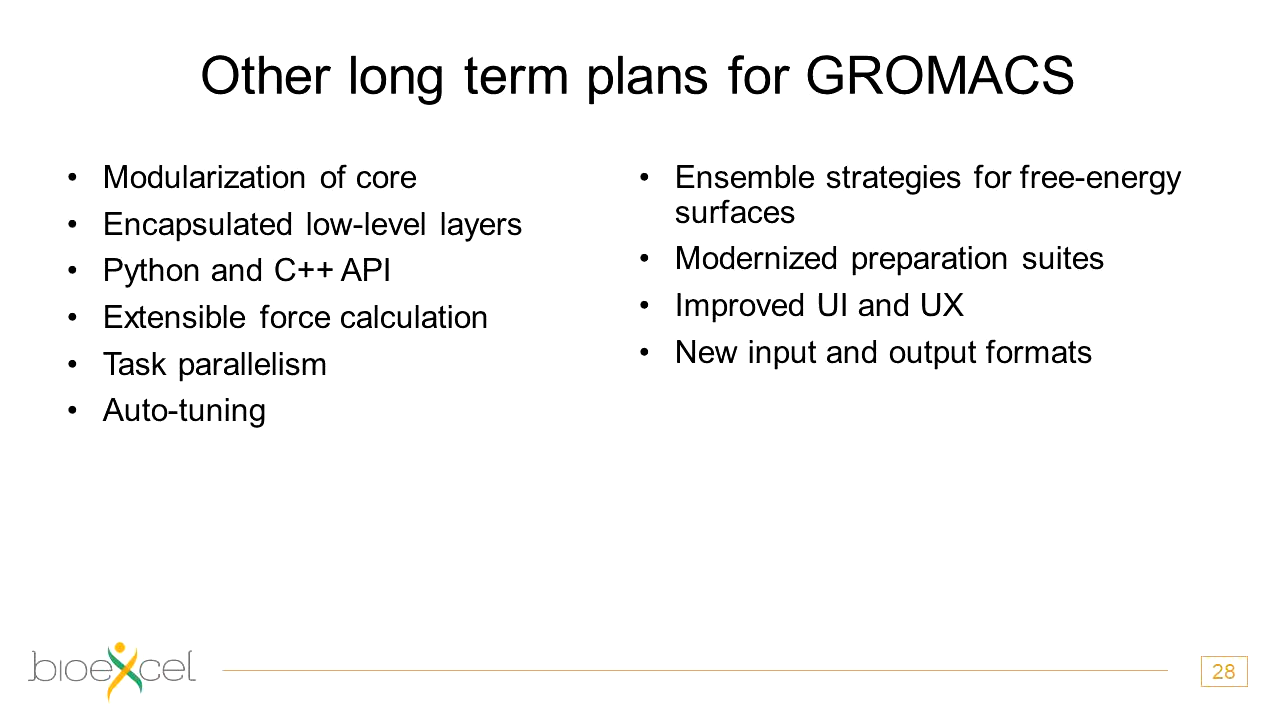 Other long term plans for GROMACS
• Modularization of core
• Encapsulated low-level layers
• Python and C++ API
• Extensible force calculation
• Task parallelism
• Auto-tuning
• Ensemble strategies for free-energy
surfaces
• Modernized preparation suites
• Improved UI and UX
• New input and output formats
bioexcel
28